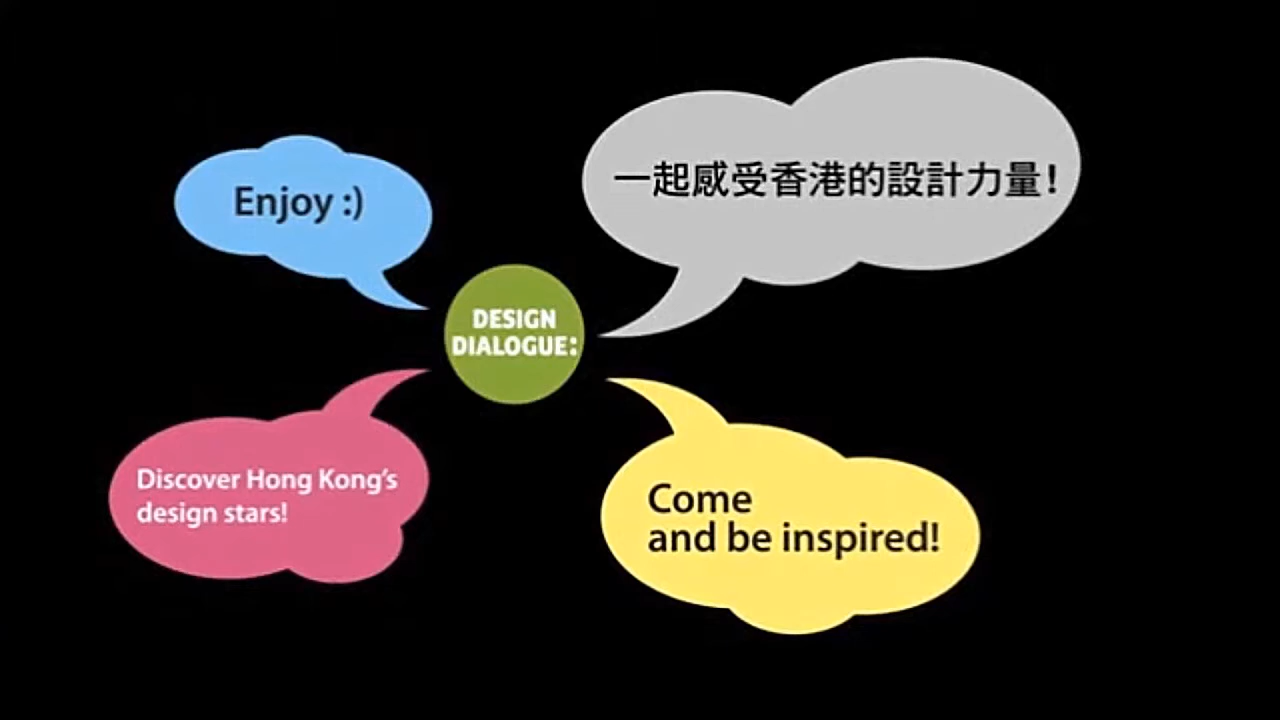 Enjoy :)
一起感受香港的設計力量!
DESIGN
DIALOGUE:
Discover Hong Kong's
design stars!
Come
and be inspired!